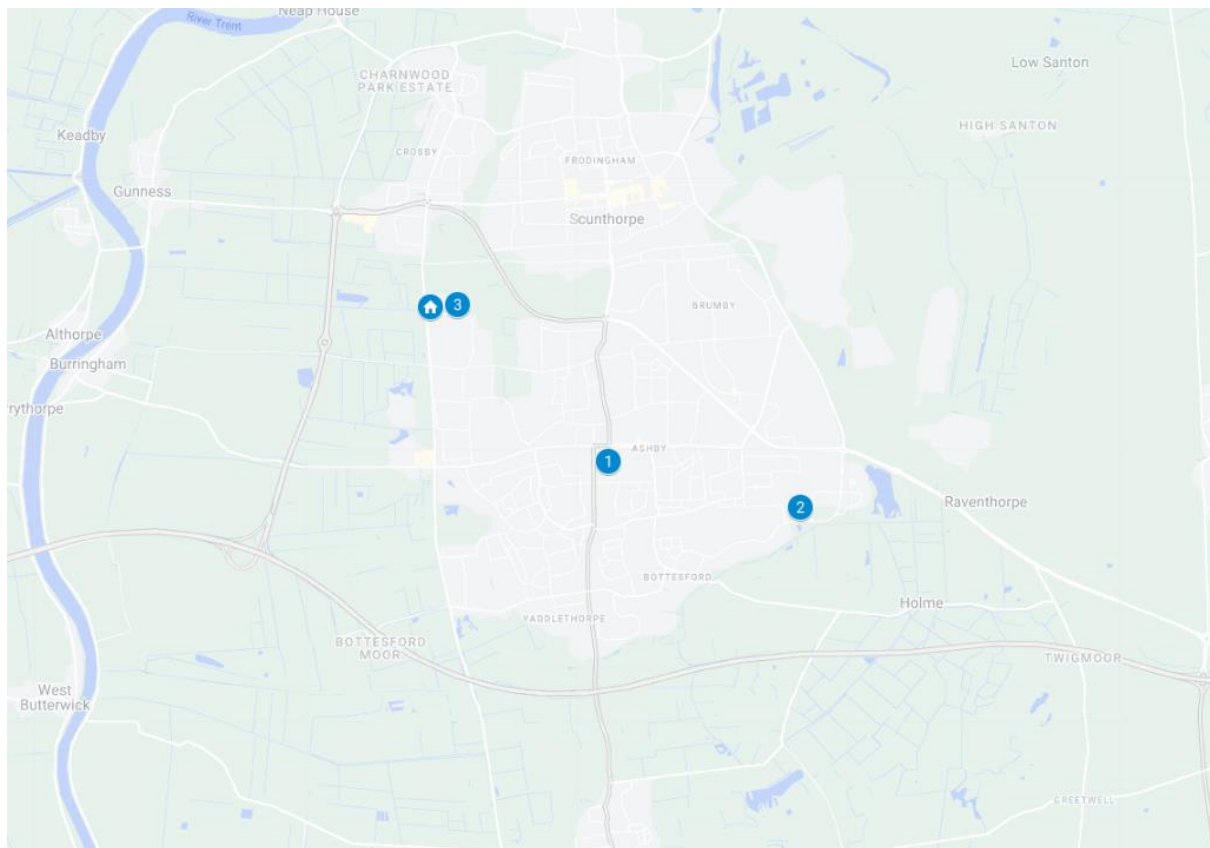 Neap House
River Trent
Low Santon
CHARNWOOD
PARK ESTATE
HIGH SANTON
Keadby
CROSBY
FRODINGHAM
Gunness
Scunthorpe
3
BRUMBY
Althorpe
Burringham
rythorpe
ASHBY
1
2
Raventhorpe
BOTTESFORD
Holme
YADDLETHORPE
BOTTESFORD
MOOR
TWIGMOOR
West
Butterwick
GREETWELL